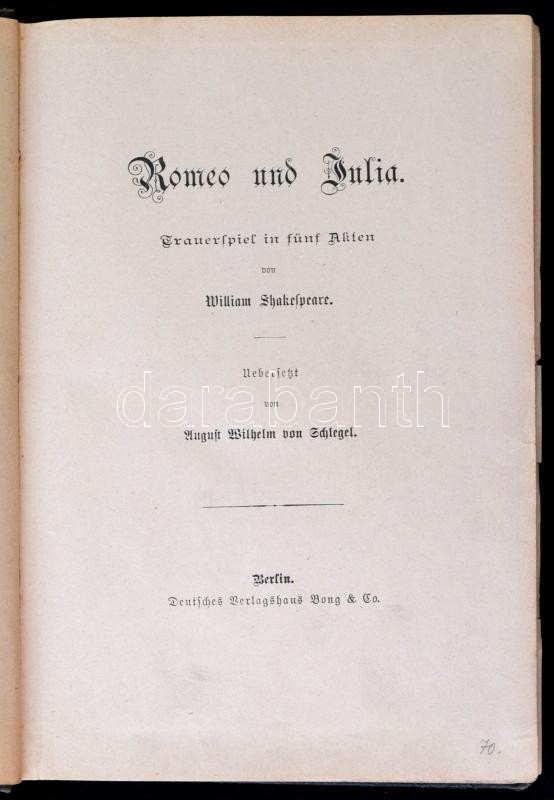 Romeo und Julia.
Trauerſpiel in fünf Akten
von
William Shakeſpeare.
Ueberſetzt
darabanth
von
Auguſt Wilhelm von Schlegel.
Berlin.
Deutſches Verlagshaus Bong & Co.
70.